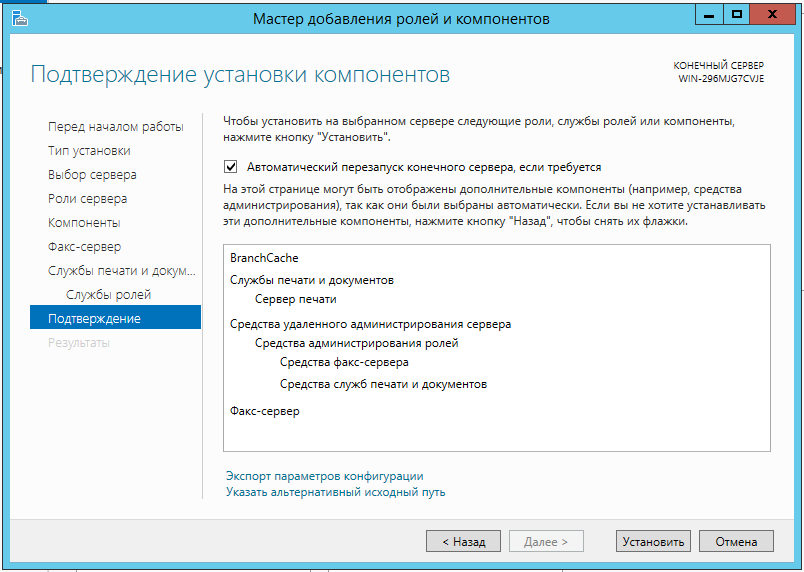 Мастер добавления ролей и компонентов
Подтверждение установки компонентов
КОНЕЧНЫЙ СЕРВЕР
WIN-296MJG7CVJE
Перед началом работы
Тип установки
Выбор сервера
Роли сервера
Компоненты
Факс-сервер
Службы печати и докум...
Службы ролей
Подтверждение
Результаты
Чтобы установить на выбранном сервере следующие роли, службы ролей или компоненты,
нажмите кнопку "Установить".
Автоматический перезапуск конечного сервера, если требуется
На этой странице могут быть отображены дополнительные компоненты (например, средства
администрирования), так как они были выбраны автоматически. Если вы не хотите устанавливать
эти дополнительные компоненты, нажмите кнопку "Назад", чтобы снять их флажки.
BranchCache
Службы печати и документов
Сервер печати
Средства удаленного администрирования сервера
Средства администрирования ролей
Средства факс-сервера
Средства служб печати и документов
Факс-сервер
Экспорт параметров конфигурации
Указать альтернативный исходный путь
< Назад
Далее >
Установить
Отмена